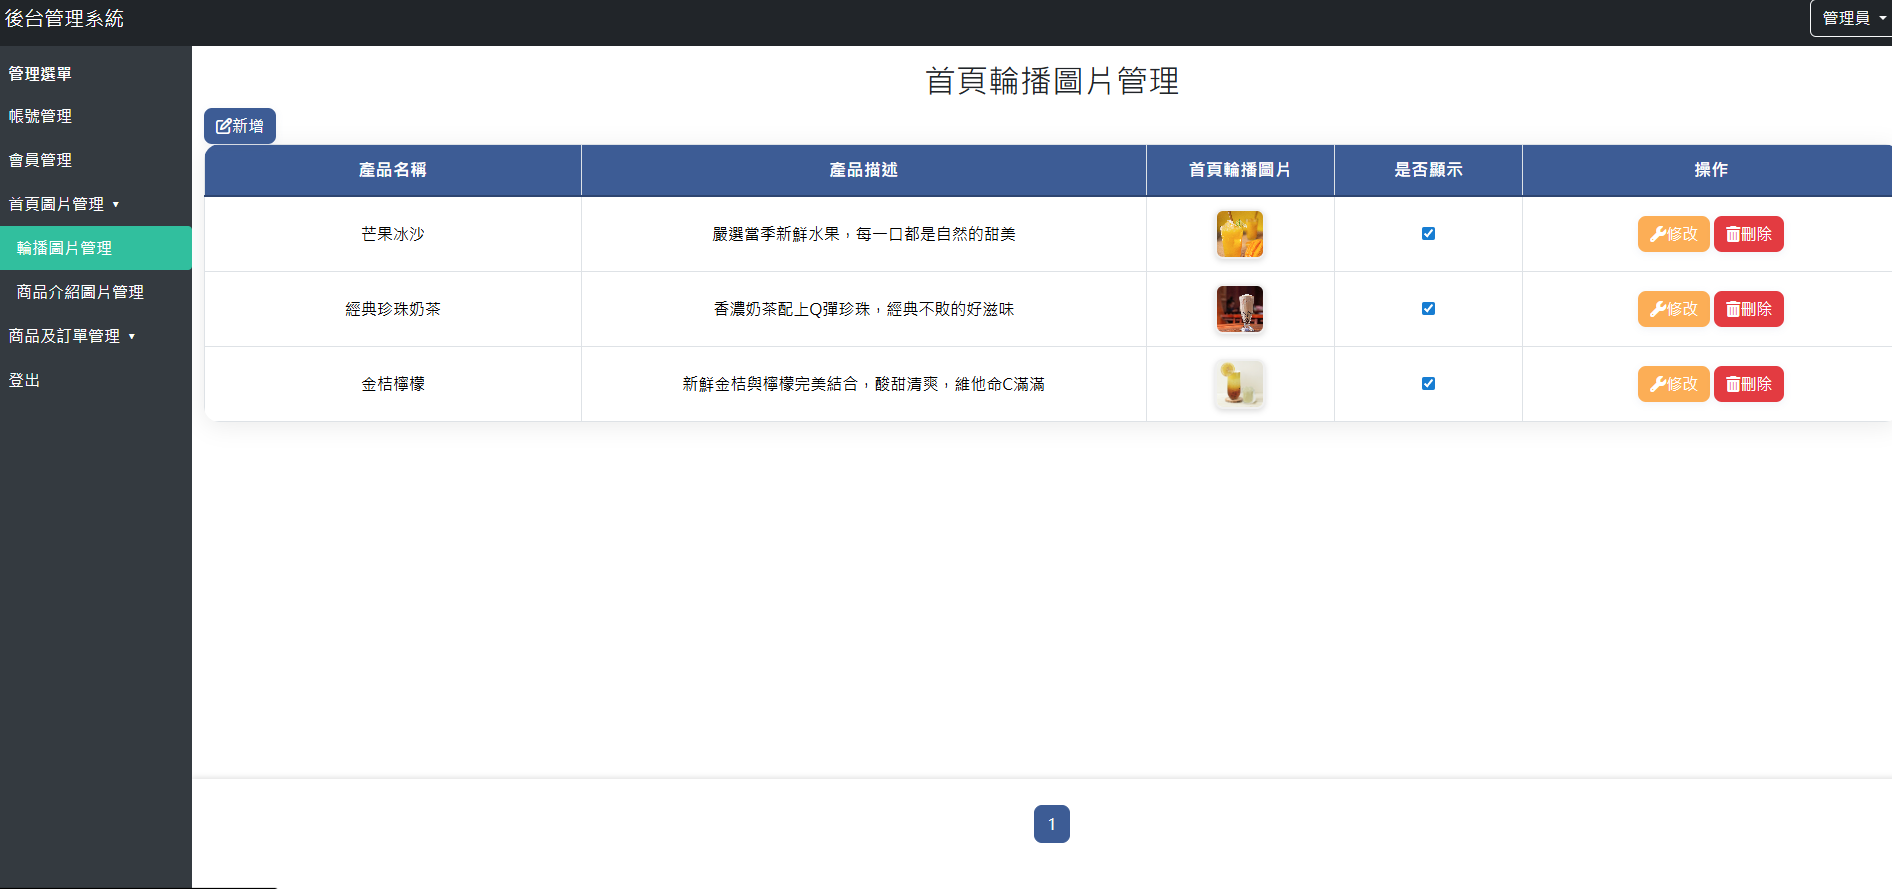 後台管理系統
管理員
管理選單
帳號管理
會員管理
首頁圖片管理
輪播圖片管理
商品介紹圖片管理
商品及訂單管理
登出
首頁輪播圖片管理
新增
產品名稱 產品描述 首頁輪播圖片 是否顯示 操作
芒果冰沙 嚴選當季新鮮水果，每一口都是自然的甜美 修改 刪除
經典珍珠奶茶 香濃奶茶配上Q彈珍珠，經典不敗的好滋味 修改 刪除
金桔檸檬 新鮮金桔與檸檬完美結合，酸甜清爽，維他命C滿滿 修改 刪除
1